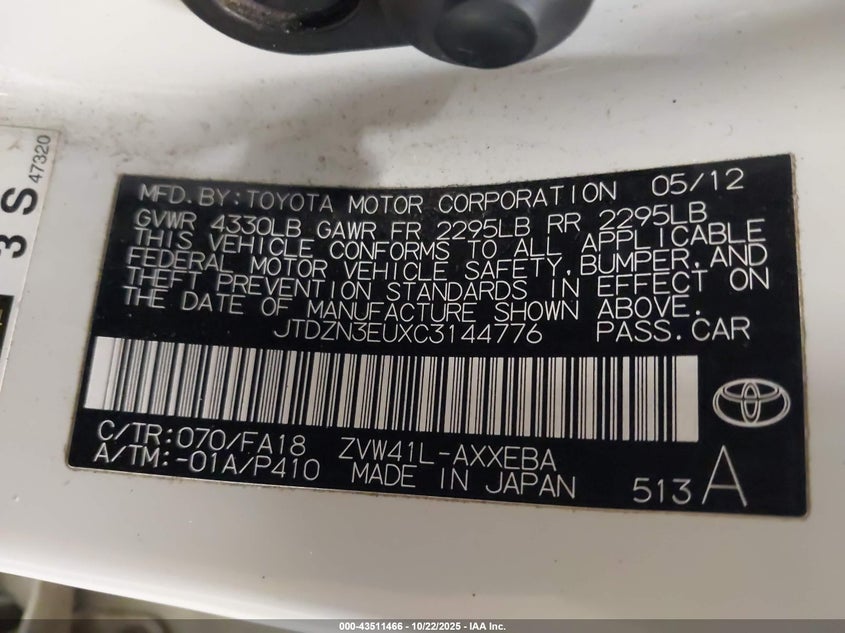 3 S
47320
MFD.BY:TOYOTA MOTOR CORPORATION 05/12
GVWR 4330LB GAWR FR 2295LB RR 2295LB
THIS VEHICLE CONFORMS TO ALL APPLICABLE
FEDERAL MOTOR VEHICLE SAFETY,BUMPER,AND
THEFT PREVENTION STANDARDS IN EFFECT ON
THE DATE OF MANUFACTURE SHOWN ABOVE.
JTDZN3EUXC3144776 PASS.CAR
C/TR:070/FA18 ZVW41L-AXXEBA
A/TM:-01A/P410 MADE IN JAPAN 513 A
000-43511466 - 10/22/2025 - IAA Inc.